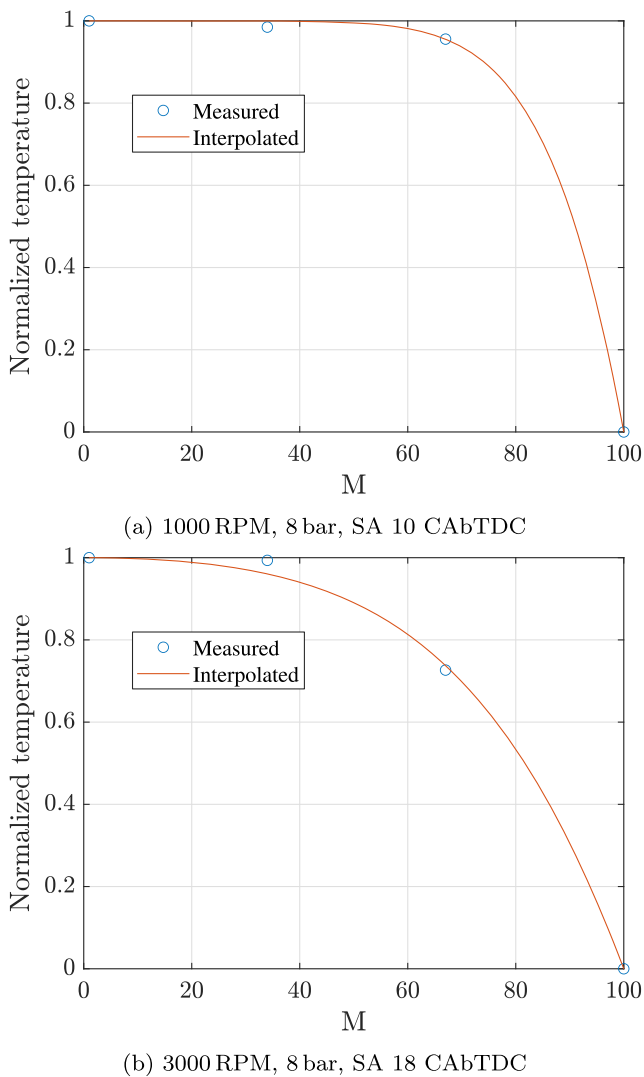 1
0.8
0.6
0.4
0.2
0
Normalized temperature
Measured
Interpolated
0 20 40 60 80 100
M
(a) 1000 RPM, 8 bar, SA 10 CAbTDC
1
0.8
0.6
0.4
0.2
0
Normalized temperature
Measured
Interpolated
0 20 40 60 80 100
M
(b) 3000 RPM, 8 bar, SA 18 CAbTDC